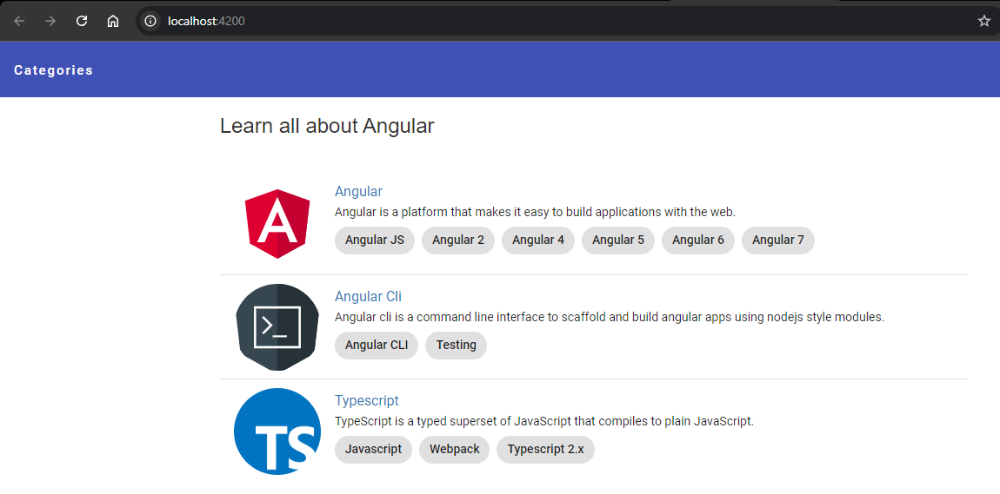 localhost:4200
Categories
Learn all about Angular
A
Angular
Angular is a platform that makes it easy to build applications with the web.
Angular JS Angular 2 Angular 4 Angular 5 Angular 6 Angular 7
>_
Angular Cli
Angular cli is a command line interface to scaffold and build angular apps using nodejs style modules.
Angular CLI Testing
TS
Typescript
TypeScript is a typed superset of JavaScript that compiles to plain JavaScript.
Javascript Webpack Typescript 2.x